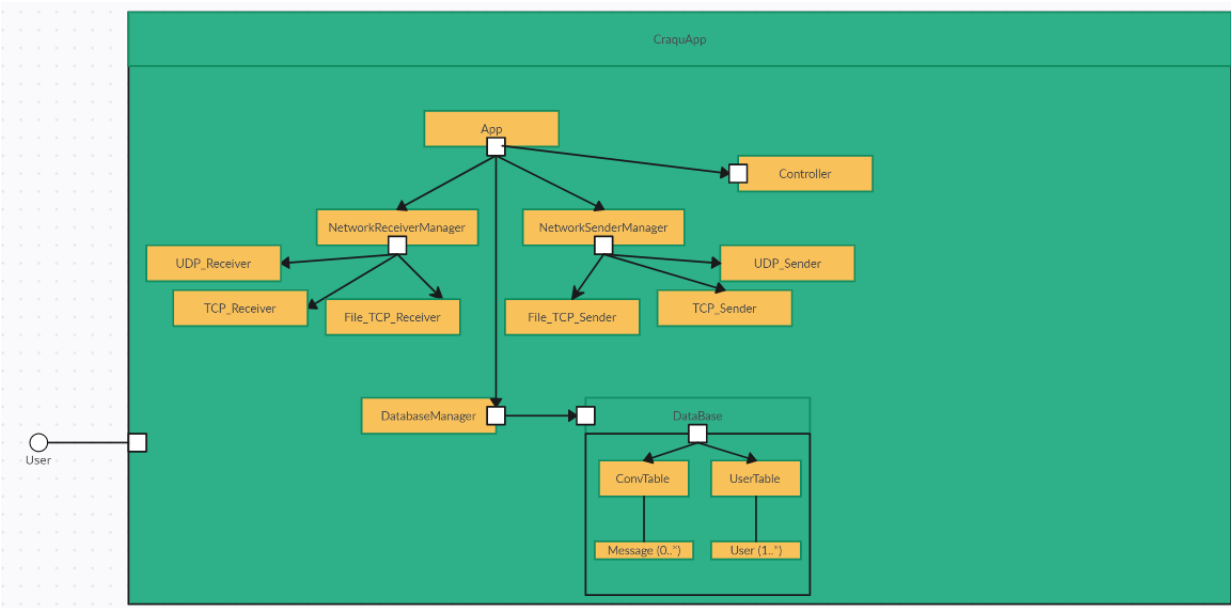 CraquApp
App
Controller
NetworkReceiverManager
NetworkSenderManager
UDP_Receiver
UDP_Sender
TCP_Receiver
File_TCP_Receiver
File_TCP_Sender
TCP_Sender
DatabaseManager
DataBase
User
ConvTable
UserTable
Message (0..*)
User (1..*)